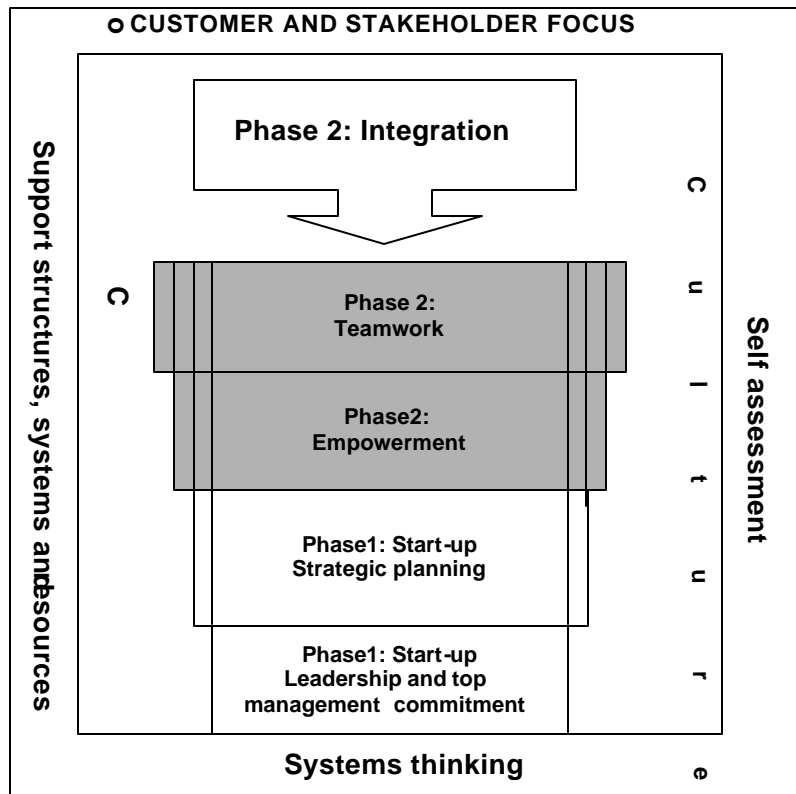 o CUSTOMER AND STAKEHOLDER FOCUS
Phase 2: Integration
Support structures, systems and resources
C
Phase 2:
Teamwork
Phase2:
Empowerment
Phase1: Start-up
Strategic planning
Phase1: Start-up
Leadership and top
management commitment
Systems thinking
C
u
l
t
u
r
e
Self assessment